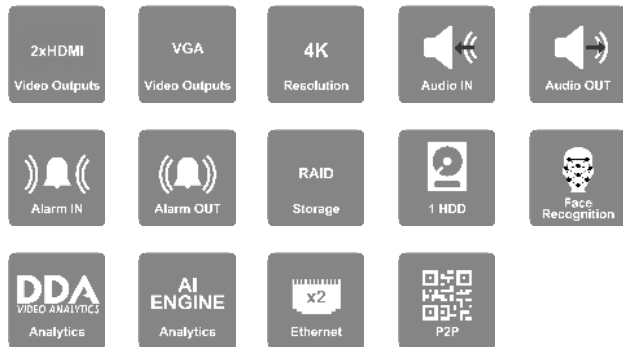 2xHDMI
Video Outputs
VGA
Video Outputs
4K
Resolution
Audio IN
Audio OUT
Alarm IN
Alarm OUT
RAID
Storage
1 HDD
Face
Recognition
DDA
VIDEO ANALYTICS
Analytics
AI
ENGINE
Analytics
x2
Ethernet
P2P